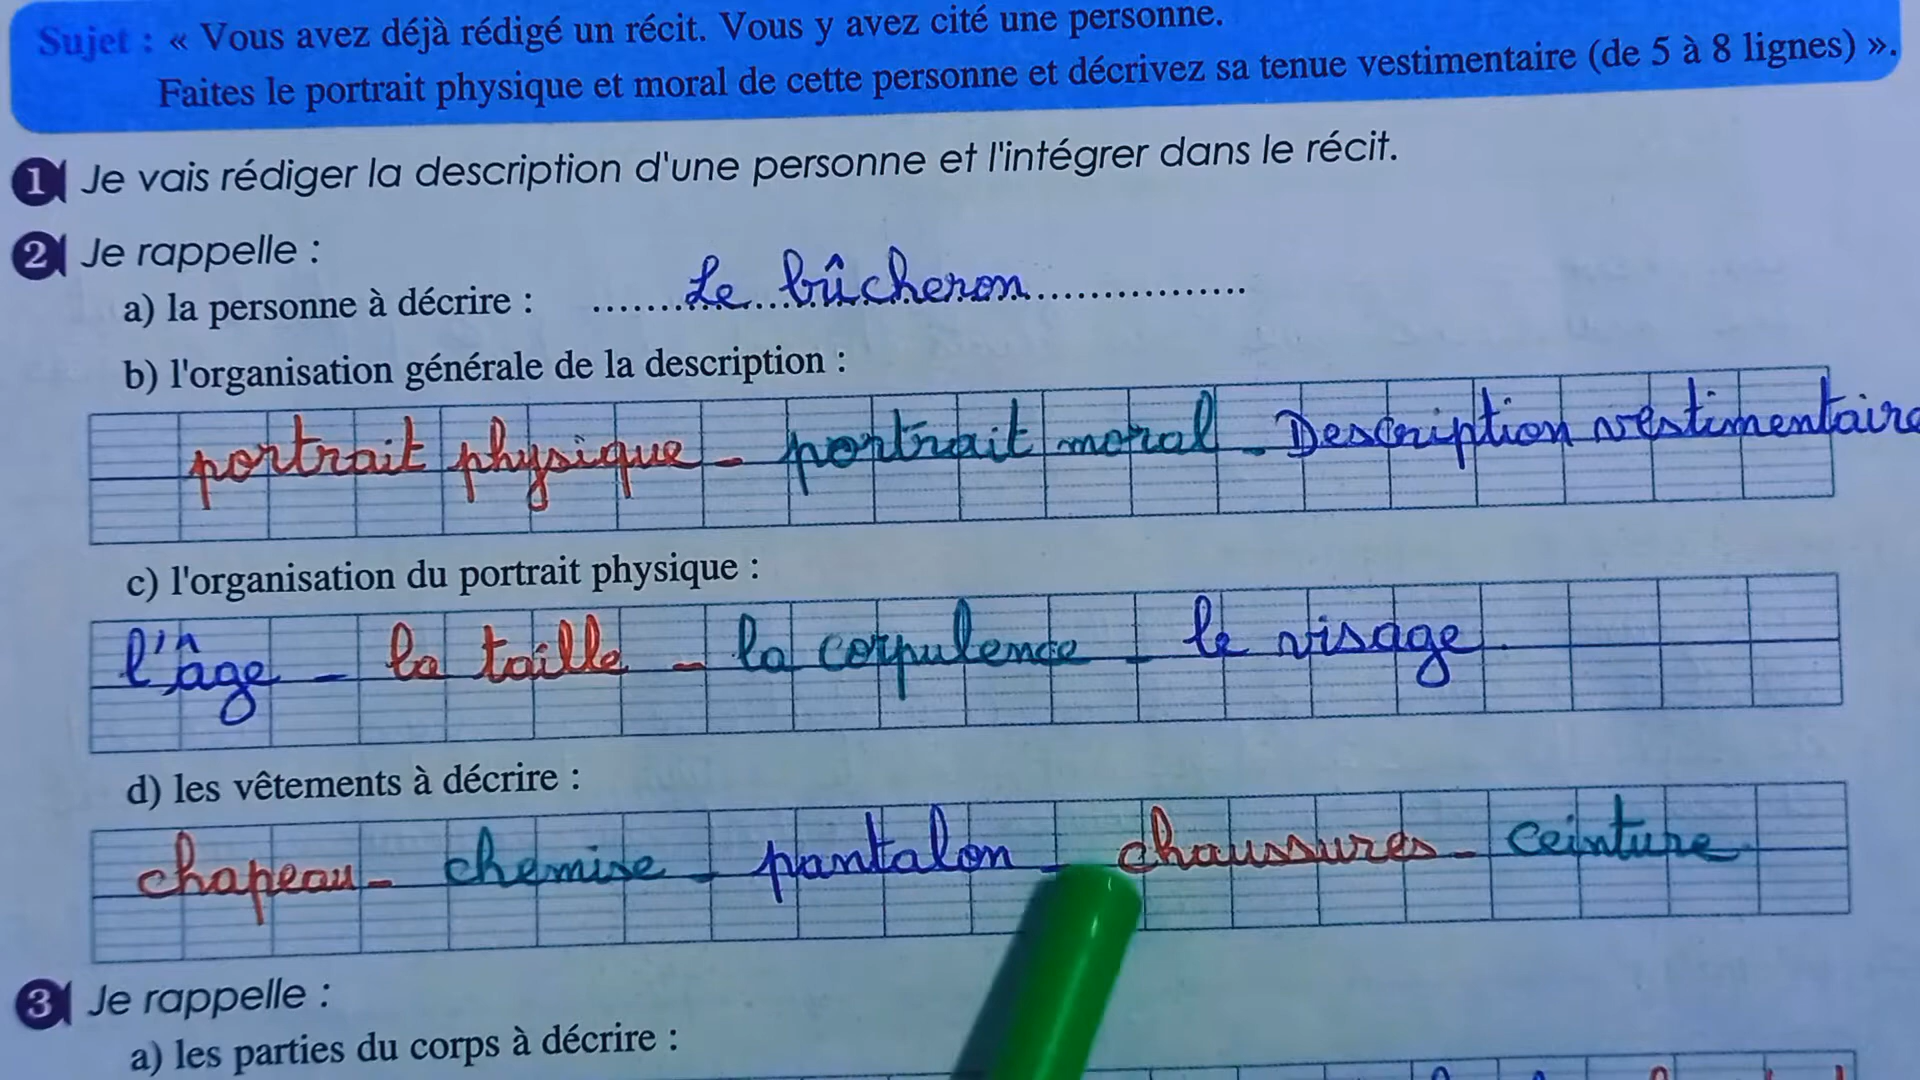 Sujet : « Vous avez déjà rédigé un récit. Vous y avez cité une personne.
Faites le portrait physique et moral de cette personne et décrivez sa tenue vestimentaire (de 5 à 8 lignes) ».
1 Je vais rédiger la description d'une personne et l'intégrer dans le récit.
2 Je rappelle :
a) la personne à décrire : ......Le bûcheron................
b) l'organisation générale de la description :
portrait physique - portrait moral - Description vestimentaire
c) l'organisation du portrait physique :
l'âge - la taille - la corpulence - le visage.
d) les vêtements à décrire :
chapeau - chemise - pantalon - chaussures - ceinture.
3 Je rappelle :
a) les parties du corps à décrire :